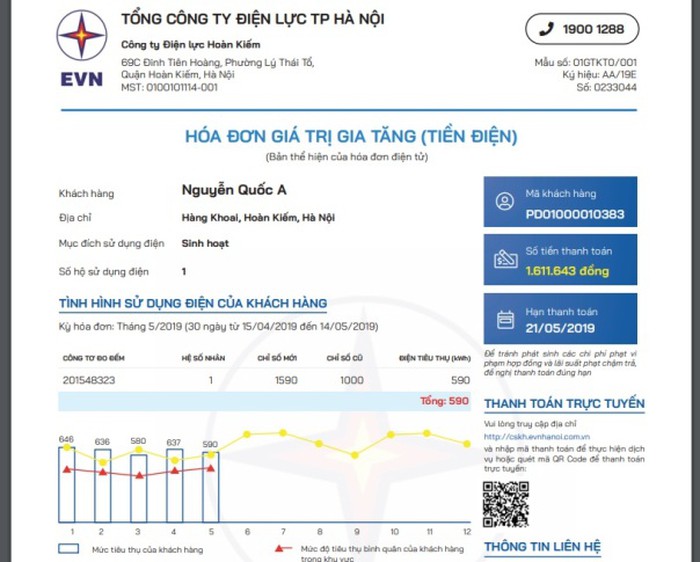 TỔNG CÔNG TY ĐIỆN LỰC TP HÀ NỘI
Công ty Điện lực Hoàn Kiếm
69C Đinh Tiên Hoàng, Phường Lý Thái Tổ,
Quận Hoàn Kiếm, Hà Nội
MST: 0100101114-001
EVN
1900 1288
Mẫu số: 01GTKT0/001
Ký hiệu: AA/19E
Số: 0233044
HÓA ĐƠN GIÁ TRỊ GIA TĂNG (TIỀN ĐIỆN)
(Bản thể hiện của hóa đơn điện tử)
Khách hàng Nguyễn Quốc A
Địa chỉ Hàng Khoai, Hoàn Kiếm, Hà Nội
Mục đích sử dụng điện Sinh hoạt
Số hộ sử dụng điện 1
Mã khách hàng
PD01000010383
Số tiền thanh toán
1.611.643 đồng
Hạn thanh toán
21/05/2019
Để tránh phát sinh các chi phí phạt vi
phạm hợp đồng và lãi suất phạt chậm trả,
đề nghị thanh toán đúng hạn
TÌNH HÌNH SỬ DỤNG ĐIỆN CỦA KHÁCH HÀNG
Kỳ hóa đơn: Tháng 5/2019 (30 ngày từ 15/04/2019 đến 14/05/2019)
CÔNG TƠ ĐO ĐẾM HỆ SỐ NHÂN CHỈ SỐ MỚI CHỈ SỐ CŨ ĐIỆN TIÊU THỤ (kWh)
201548323 1 1590 1000 590
Tổng: 590
646 636 580 637 590
1 2 3 4 5 6 7 8 9 10 11 12
Mức tiêu thụ của khách hàng
Mức độ tiêu thụ bình quân của khách hàng
trong khu vực
THANH TOÁN TRỰC TUYẾN
Vui lòng truy cập địa chỉ
http://cskh.evnhanoi.com.vn
và nhập mã thanh toán để thực hiện dịch
vụ hoặc quét mã QR Code để thanh toán
trực tuyến:
THÔNG TIN LIÊN HỆ